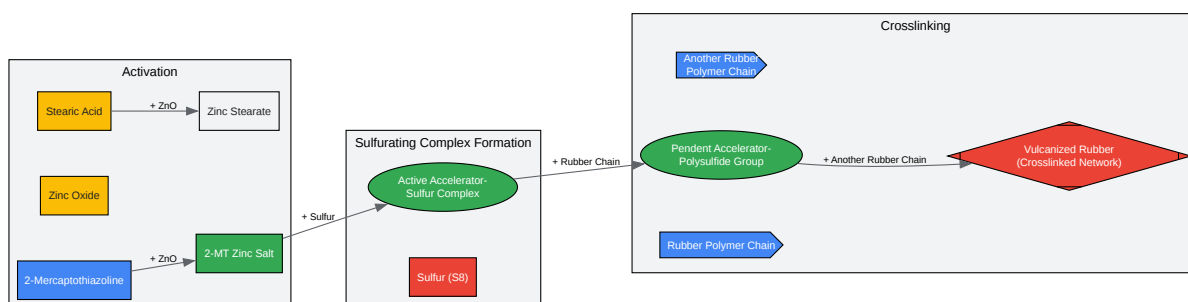 Activation
Stearic Acid
+ ZnO
Zinc Stearate
Zinc Oxide
2-Mercaptothiazoline
+ ZnO
2-MT Zinc Salt
+ Sulfur
Sulfurating Complex Formation
Active Accelerator-
Sulfur Complex
Sulfur (S8)
+ Rubber Chain
Crosslinking
Another Rubber
Polymer Chain
Pendent Accelerator-
Polysulfide Group
+ Another Rubber Chain
Vulcanized Rubber
(Crosslinked Network)
Rubber Polymer Chain